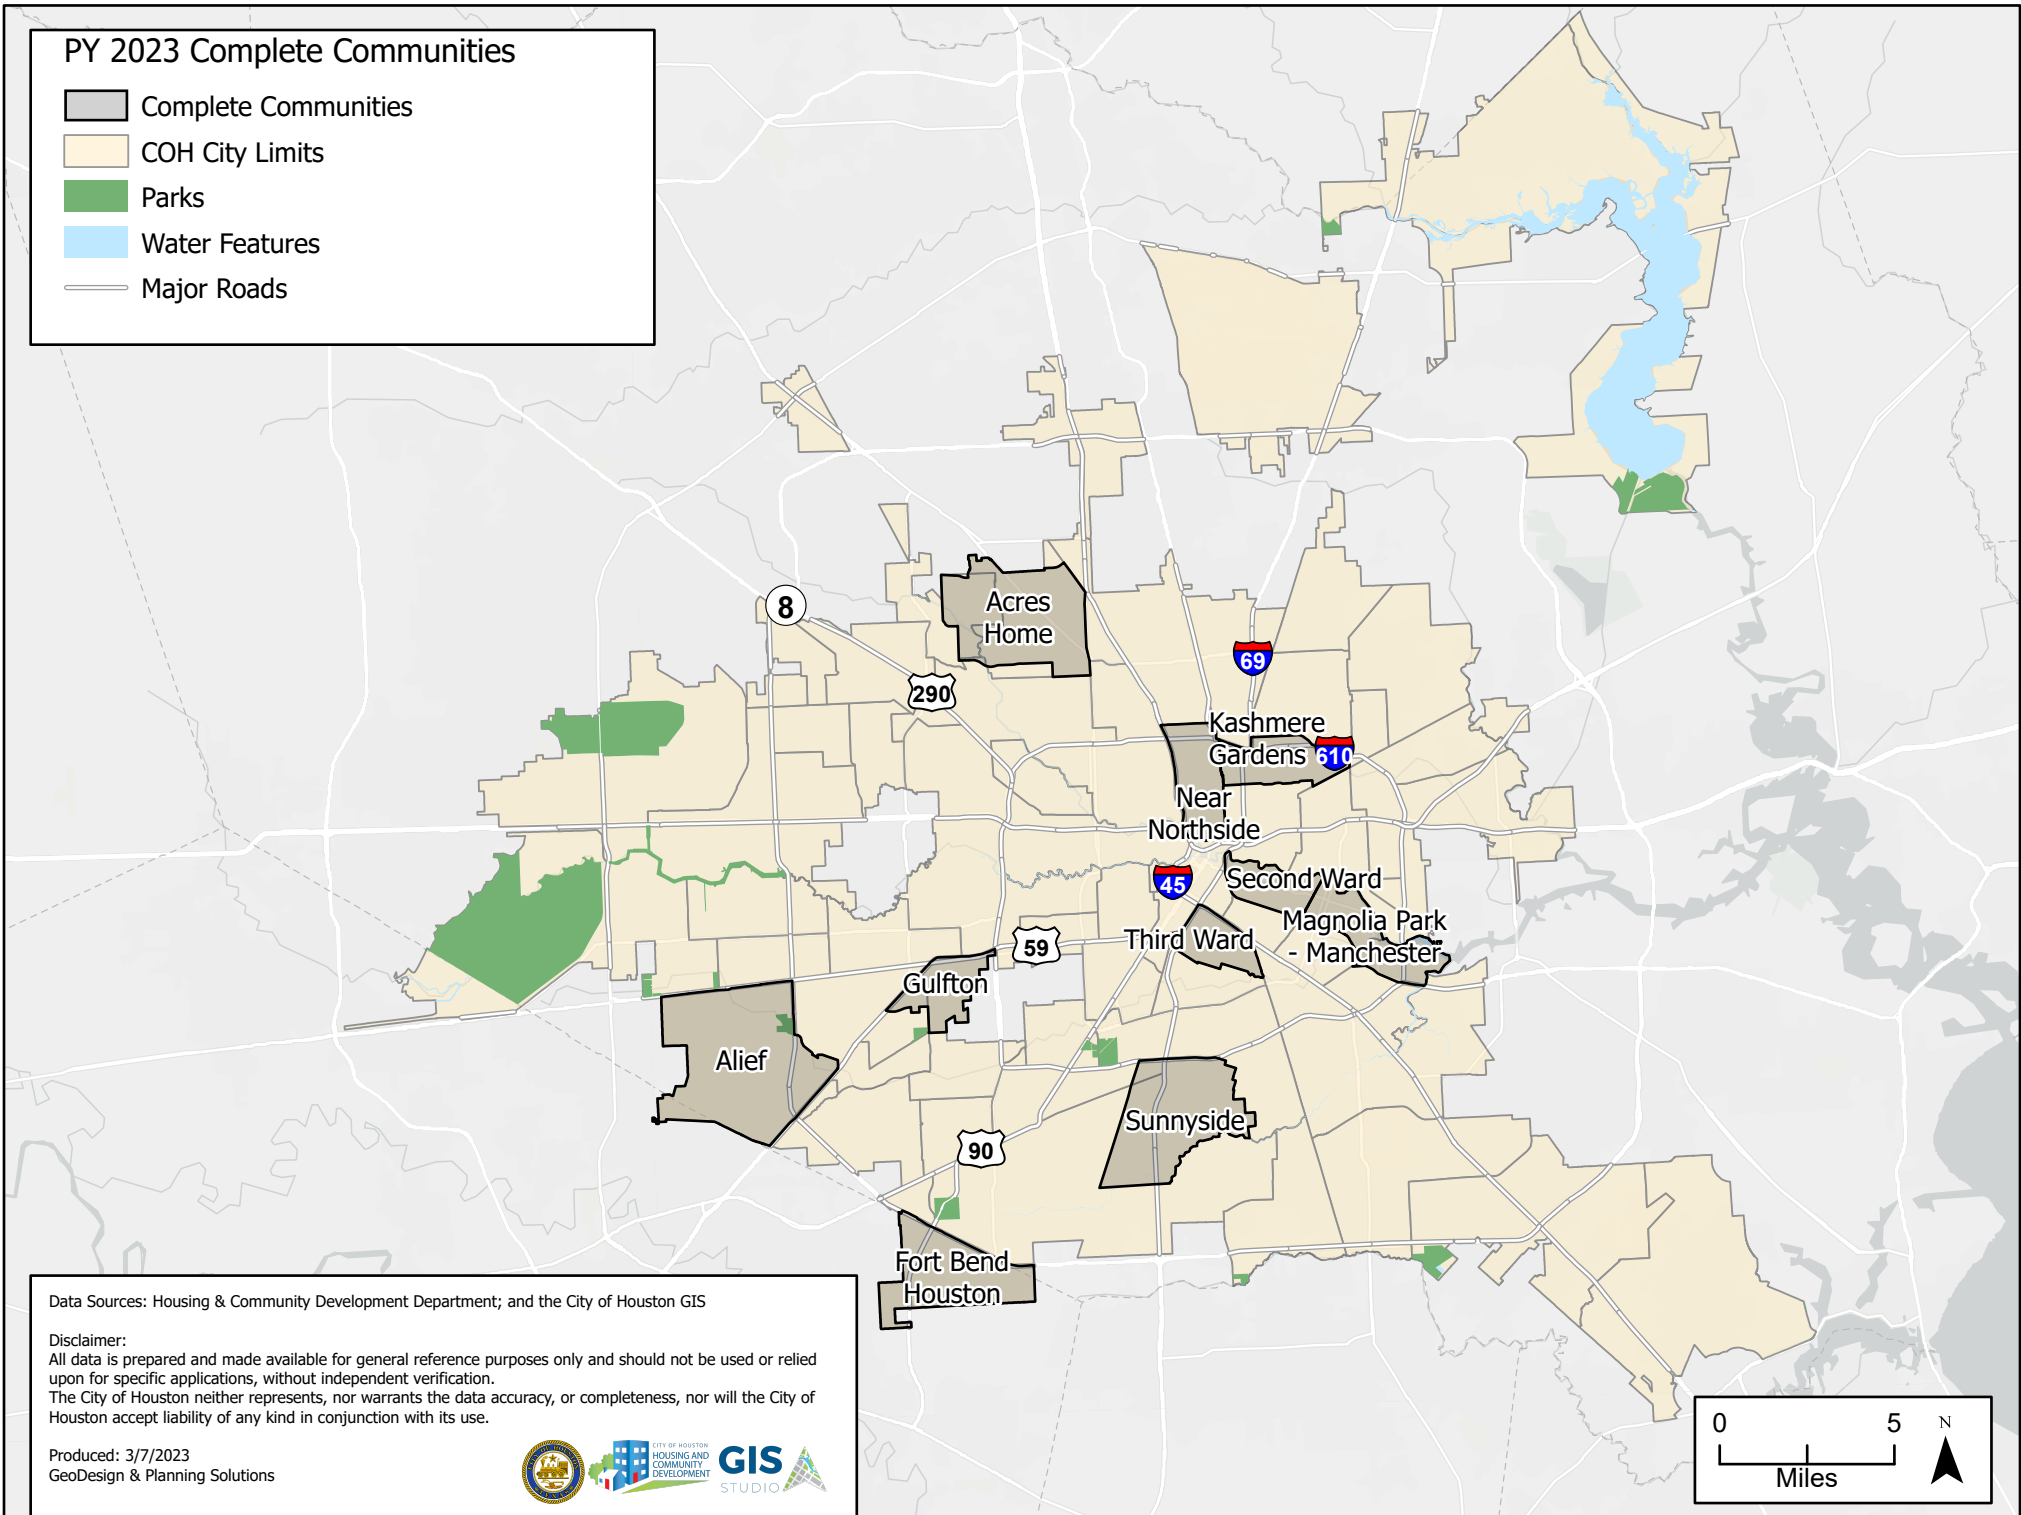 PY 2023 Complete Communities
Complete Communities
COH City Limits
Parks
Water Features
Major Roads
Acres
Home
8
69
290
Kashmere
Gardens
610
Near
Northside
45
Second Ward
Magnolia Park
- Manchester
Third Ward
59
Gulfton
Alief
Sunnyside
90
Fort Bend
Houston
Data Sources: Housing & Community Development Department; and the City of Houston GIS
Disclaimer:
All data is prepared and made available for general reference purposes only and should not be used or relied
upon for specific applications, without independent verification.
The City of Houston neither represents, nor warrants the data accuracy, or completeness, nor will the City of
Houston accept liability of any kind in conjunction with its use.
Produced: 3/7/2023
GeoDesign & Planning Solutions
CITY OF HOUSTON
HOUSING AND
COMMUNITY
DEVELOPMENT
GIS
STUDIO
0 5 N
Miles